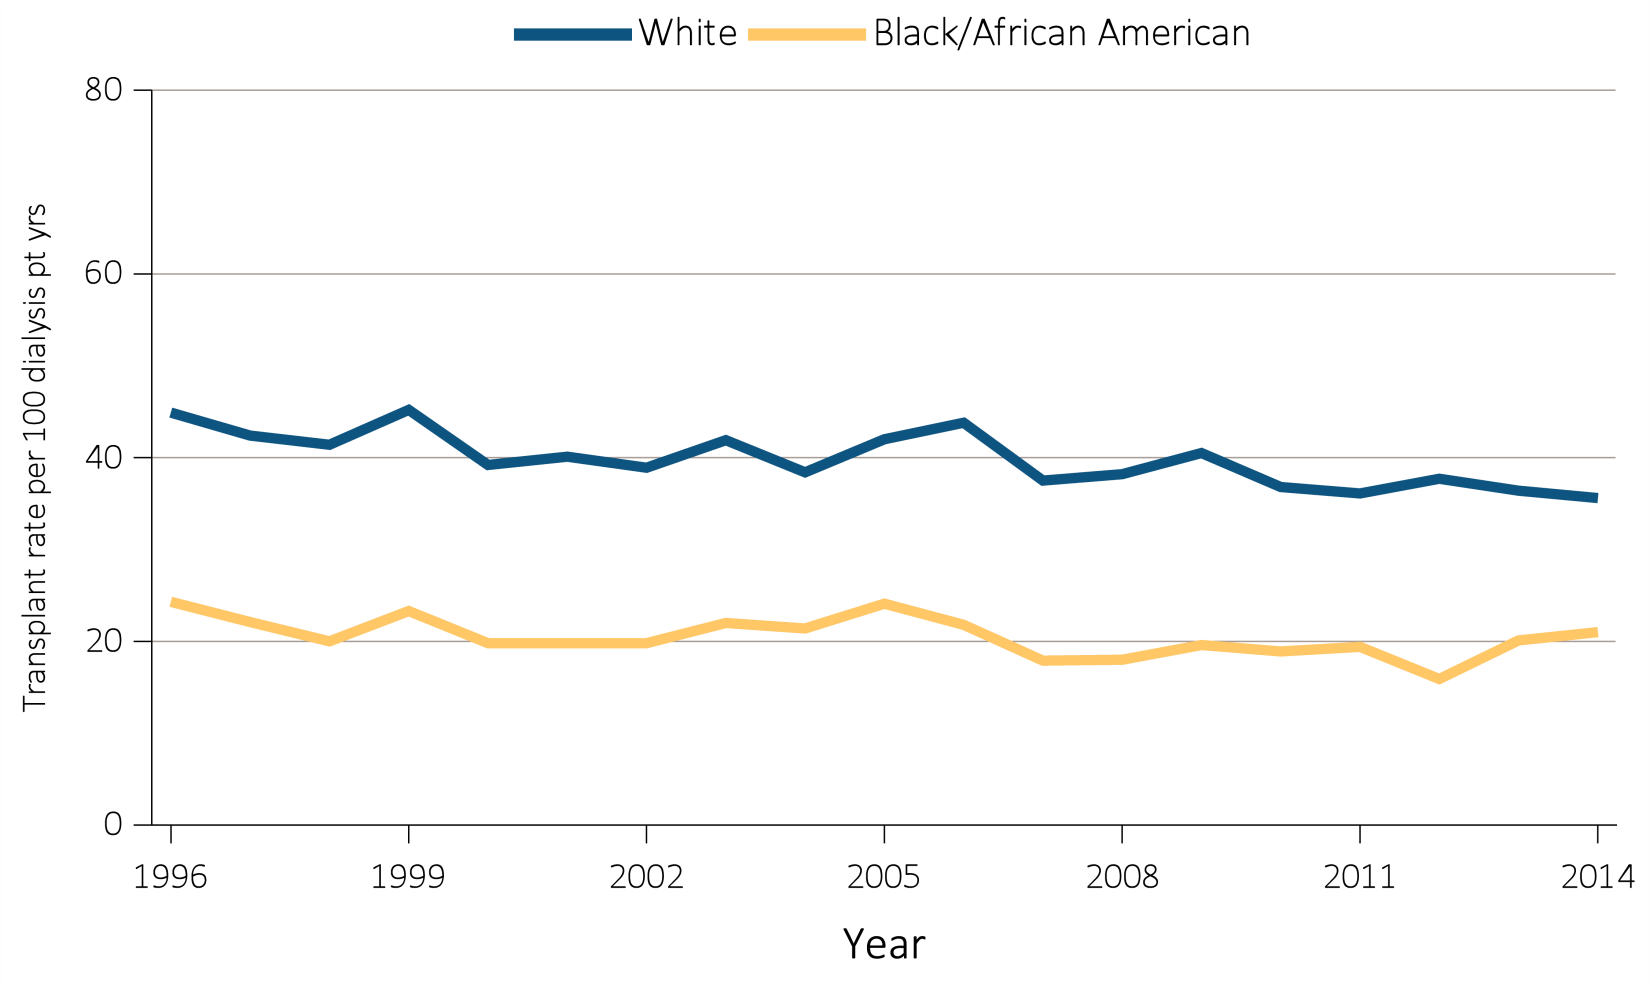 White Black/African American
80
60
40
20
0
Transplant rate per 100 dialysis pt yrs
1996 1999 2002 2005 2008 2011 2014
Year